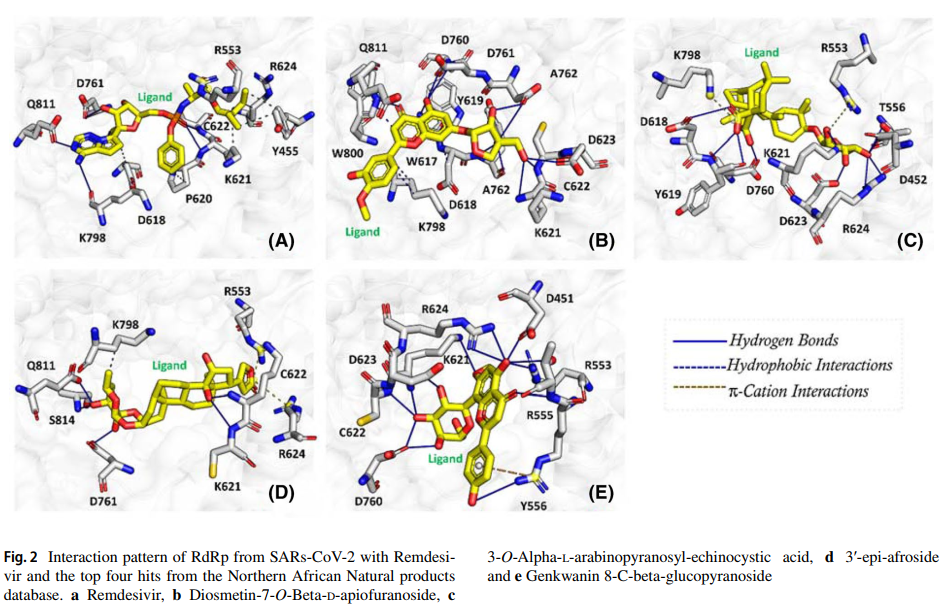 Q811
D761
Ligand
R553
R624
C622
Y455
K621
P620
D618
K798
(A)
Q811
D760
D761
A762
Y619
W800
W617
D623
A762
C622
D618
K621
K798
Ligand
(B)
Ligand
R553
K798
D618
T556
K621
Y619
D760
D452
D623
R624
(C)
R553
K798
Q811
Ligand
C622
S814
R624
D761
K621
(D)
D451
R624
D623
K621
R553
R555
C622
Ligand
D760
Y556
(E)
Hydrogen Bonds
Hydrophobic Interactions
π-Cation Interactions
Fig. 2 Interaction pattern of RdRp from SARs-CoV-2 with Remdesi-
vir and the top four hits from the Northern African Natural products
database. a Remdesivir, b Diosmetin-7-O-Beta-D-apiofuranoside, c
3-O-Alpha-L-arabinopyranosyl-echinocystic acid, d 3′-epi-afroside
and e Genkwanin 8-C-beta-glucopyranoside